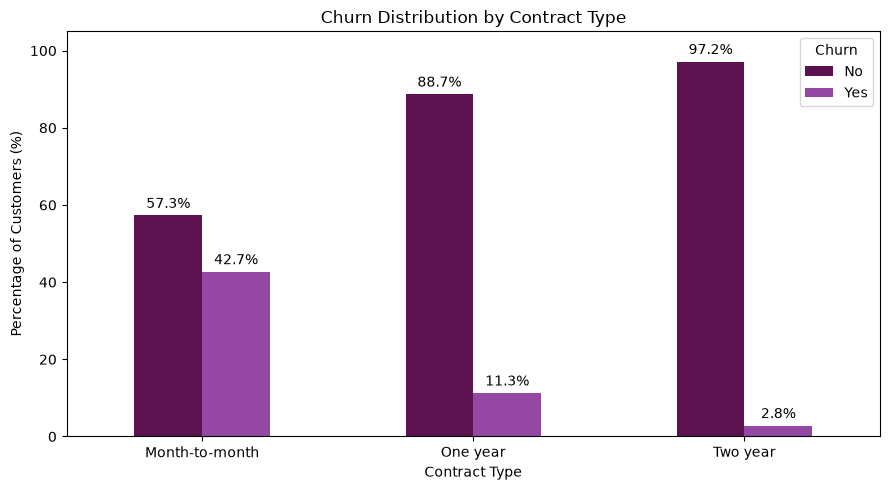 Churn Distribution by Contract Type
Percentage of Customers (%)
100
80
60
40
20
0
57.3%
42.7%
88.7%
11.3%
97.2%
2.8%
Churn
No
Yes
Month-to-month
One year
Two year
Contract Type